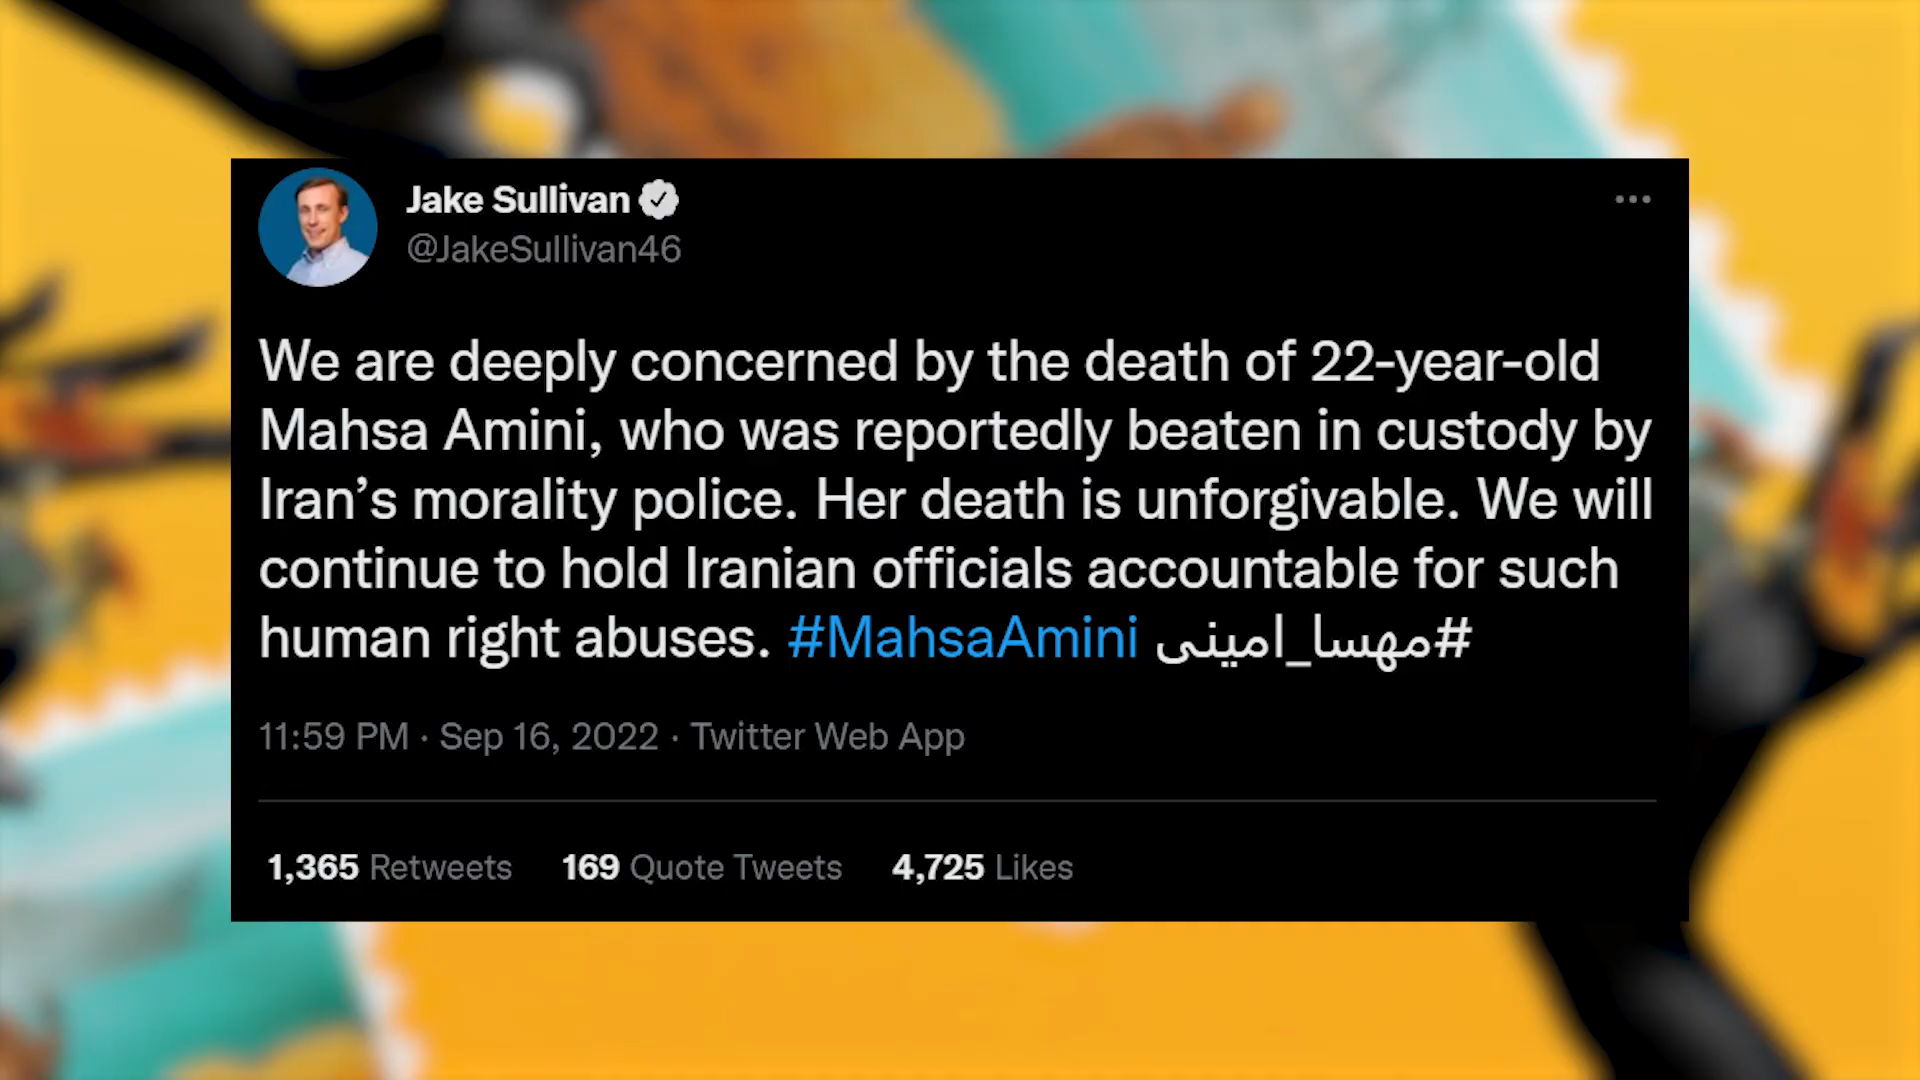 Jake Sullivan
@JakeSullivan46
We are deeply concerned by the death of 22-year-old
Mahsa Amini, who was reportedly beaten in custody by
Iran’s morality police. Her death is unforgivable. We will
continue to hold Iranian officials accountable for such
human right abuses. #MahsaAmini #مهسا_امینی
11:59 PM · Sep 16, 2022 · Twitter Web App
1,365 Retweets 169 Quote Tweets 4,725 Likes